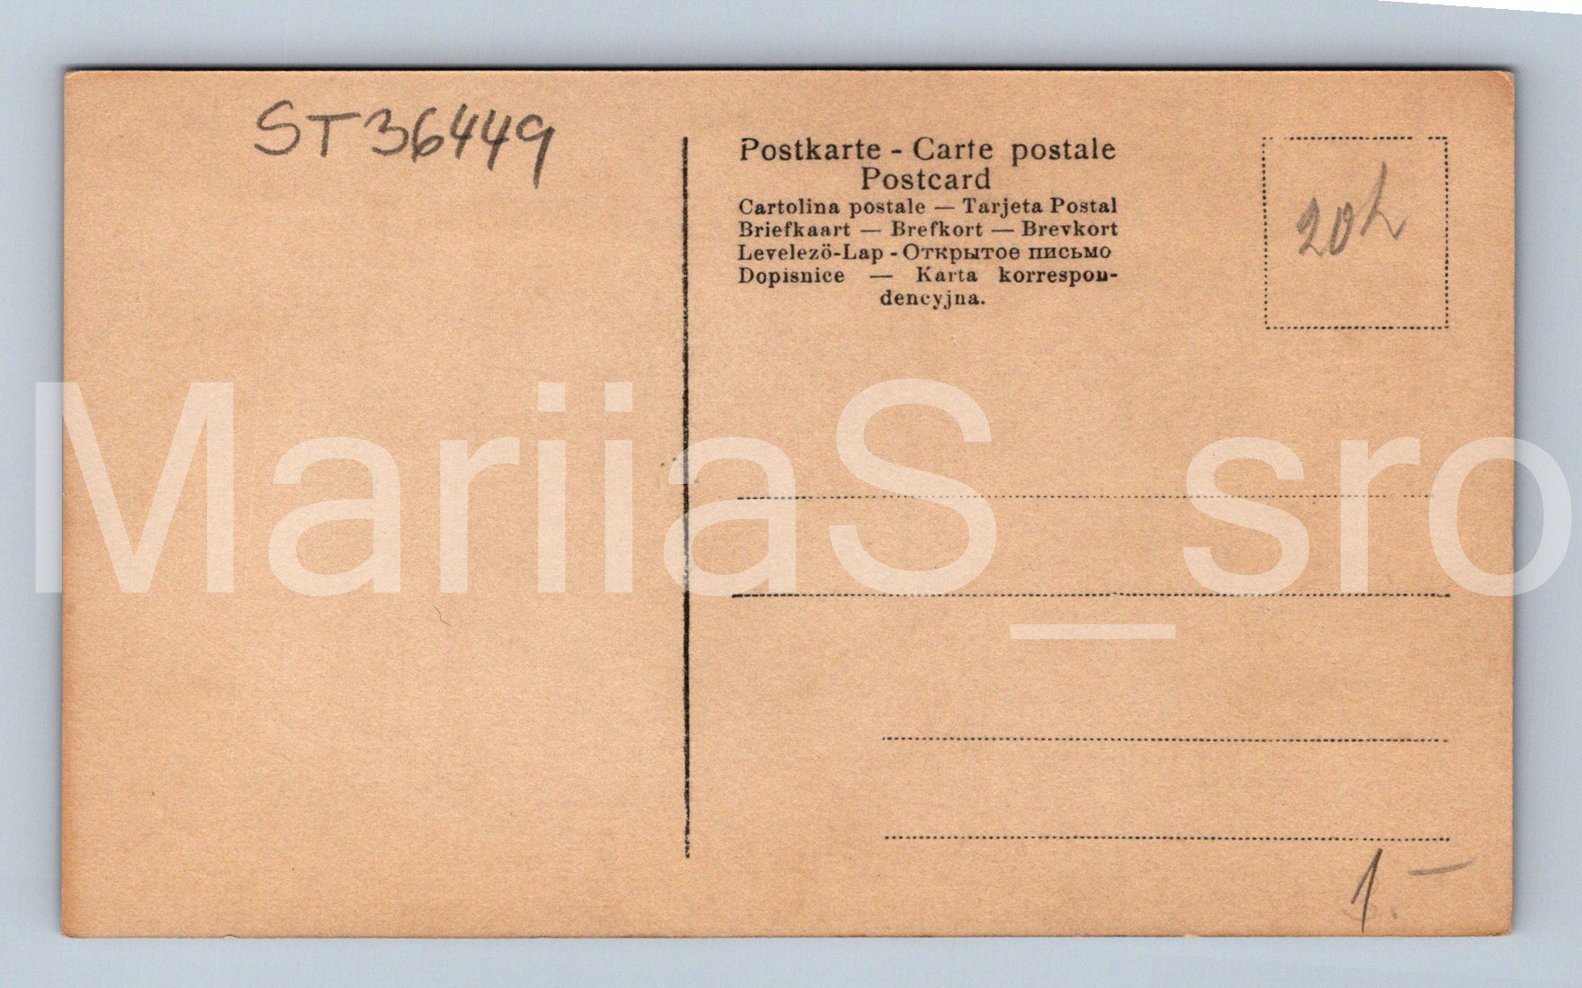 ST36449
Postkarte - Carte postale
Postcard
Cartolina postale — Tarjeta Postal
Briefkaart — Brefkort — Brevkort
Levelezö-Lap - Открытое письмо
Dopisnice — Karta korrespon-
dencyjna.
20h
MariiaS_sro
1 -